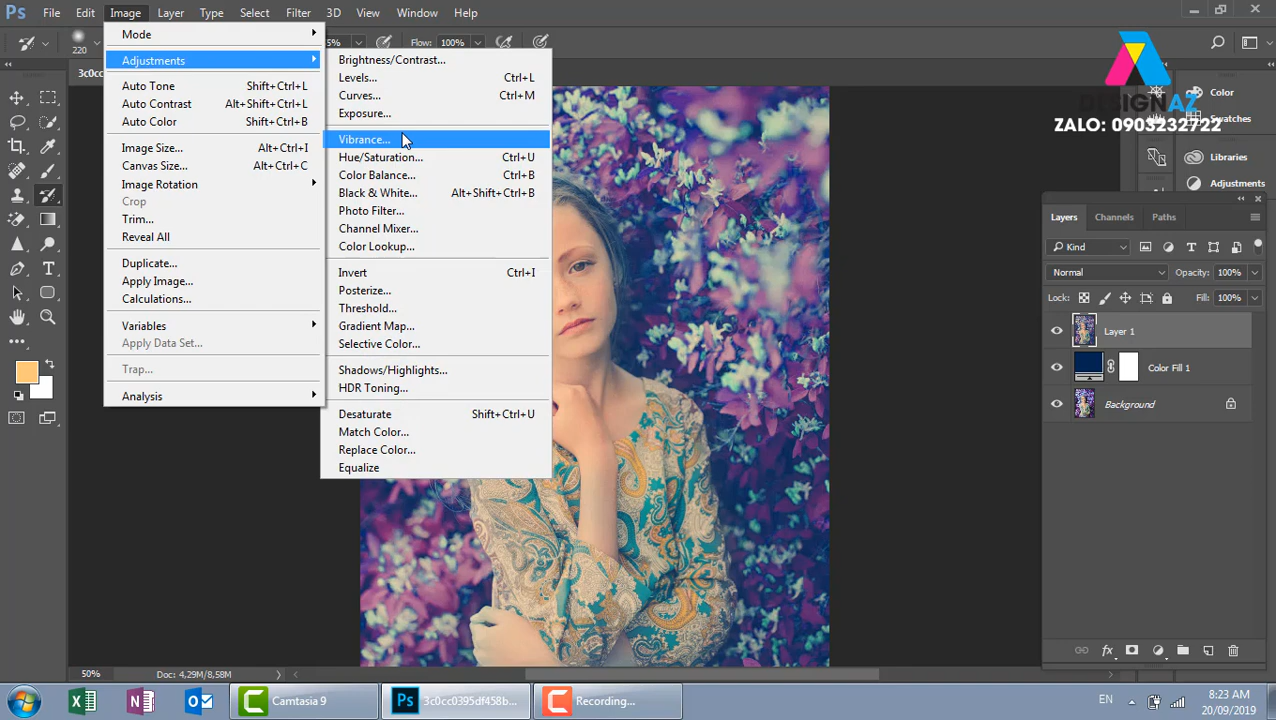 Ps File Edit Image Layer Type Select Filter 3D View Window Help
220
5% Flow: 100%
3c0cc
Mode
Adjustments
Auto Tone Shift+Ctrl+L
Auto Contrast Alt+Shift+Ctrl+L
Auto Color Shift+Ctrl+B
Image Size... Alt+Ctrl+I
Canvas Size... Alt+Ctrl+C
Image Rotation
Crop
Trim...
Reveal All
Duplicate...
Apply Image...
Calculations...
Variables
Apply Data Set...
Trap...
Analysis
Brightness/Contrast...
Levels... Ctrl+L
Curves... Ctrl+M
Exposure...
Vibrance...
Hue/Saturation... Ctrl+U
Color Balance... Ctrl+B
Black & White... Alt+Shift+Ctrl+B
Photo Filter...
Channel Mixer...
Color Lookup...
Invert Ctrl+I
Posterize...
Threshold...
Gradient Map...
Selective Color...
Shadows/Highlights...
HDR Toning...
Desaturate Shift+Ctrl+U
Match Color...
Replace Color...
Equalize
DESIGNAZ
ZALO: 0903232722
Color
Libraries
Adjustments
Layers Channels Paths
Kind
Normal Opacity: 100%
Lock: Fill: 100%
Layer 1
Color Fill 1
Background
50% Doc: 4,29M/8,58M
Camtasia 9
3c0cc0395df458b...
Recording...
EN
8:23 AM
20/09/2019